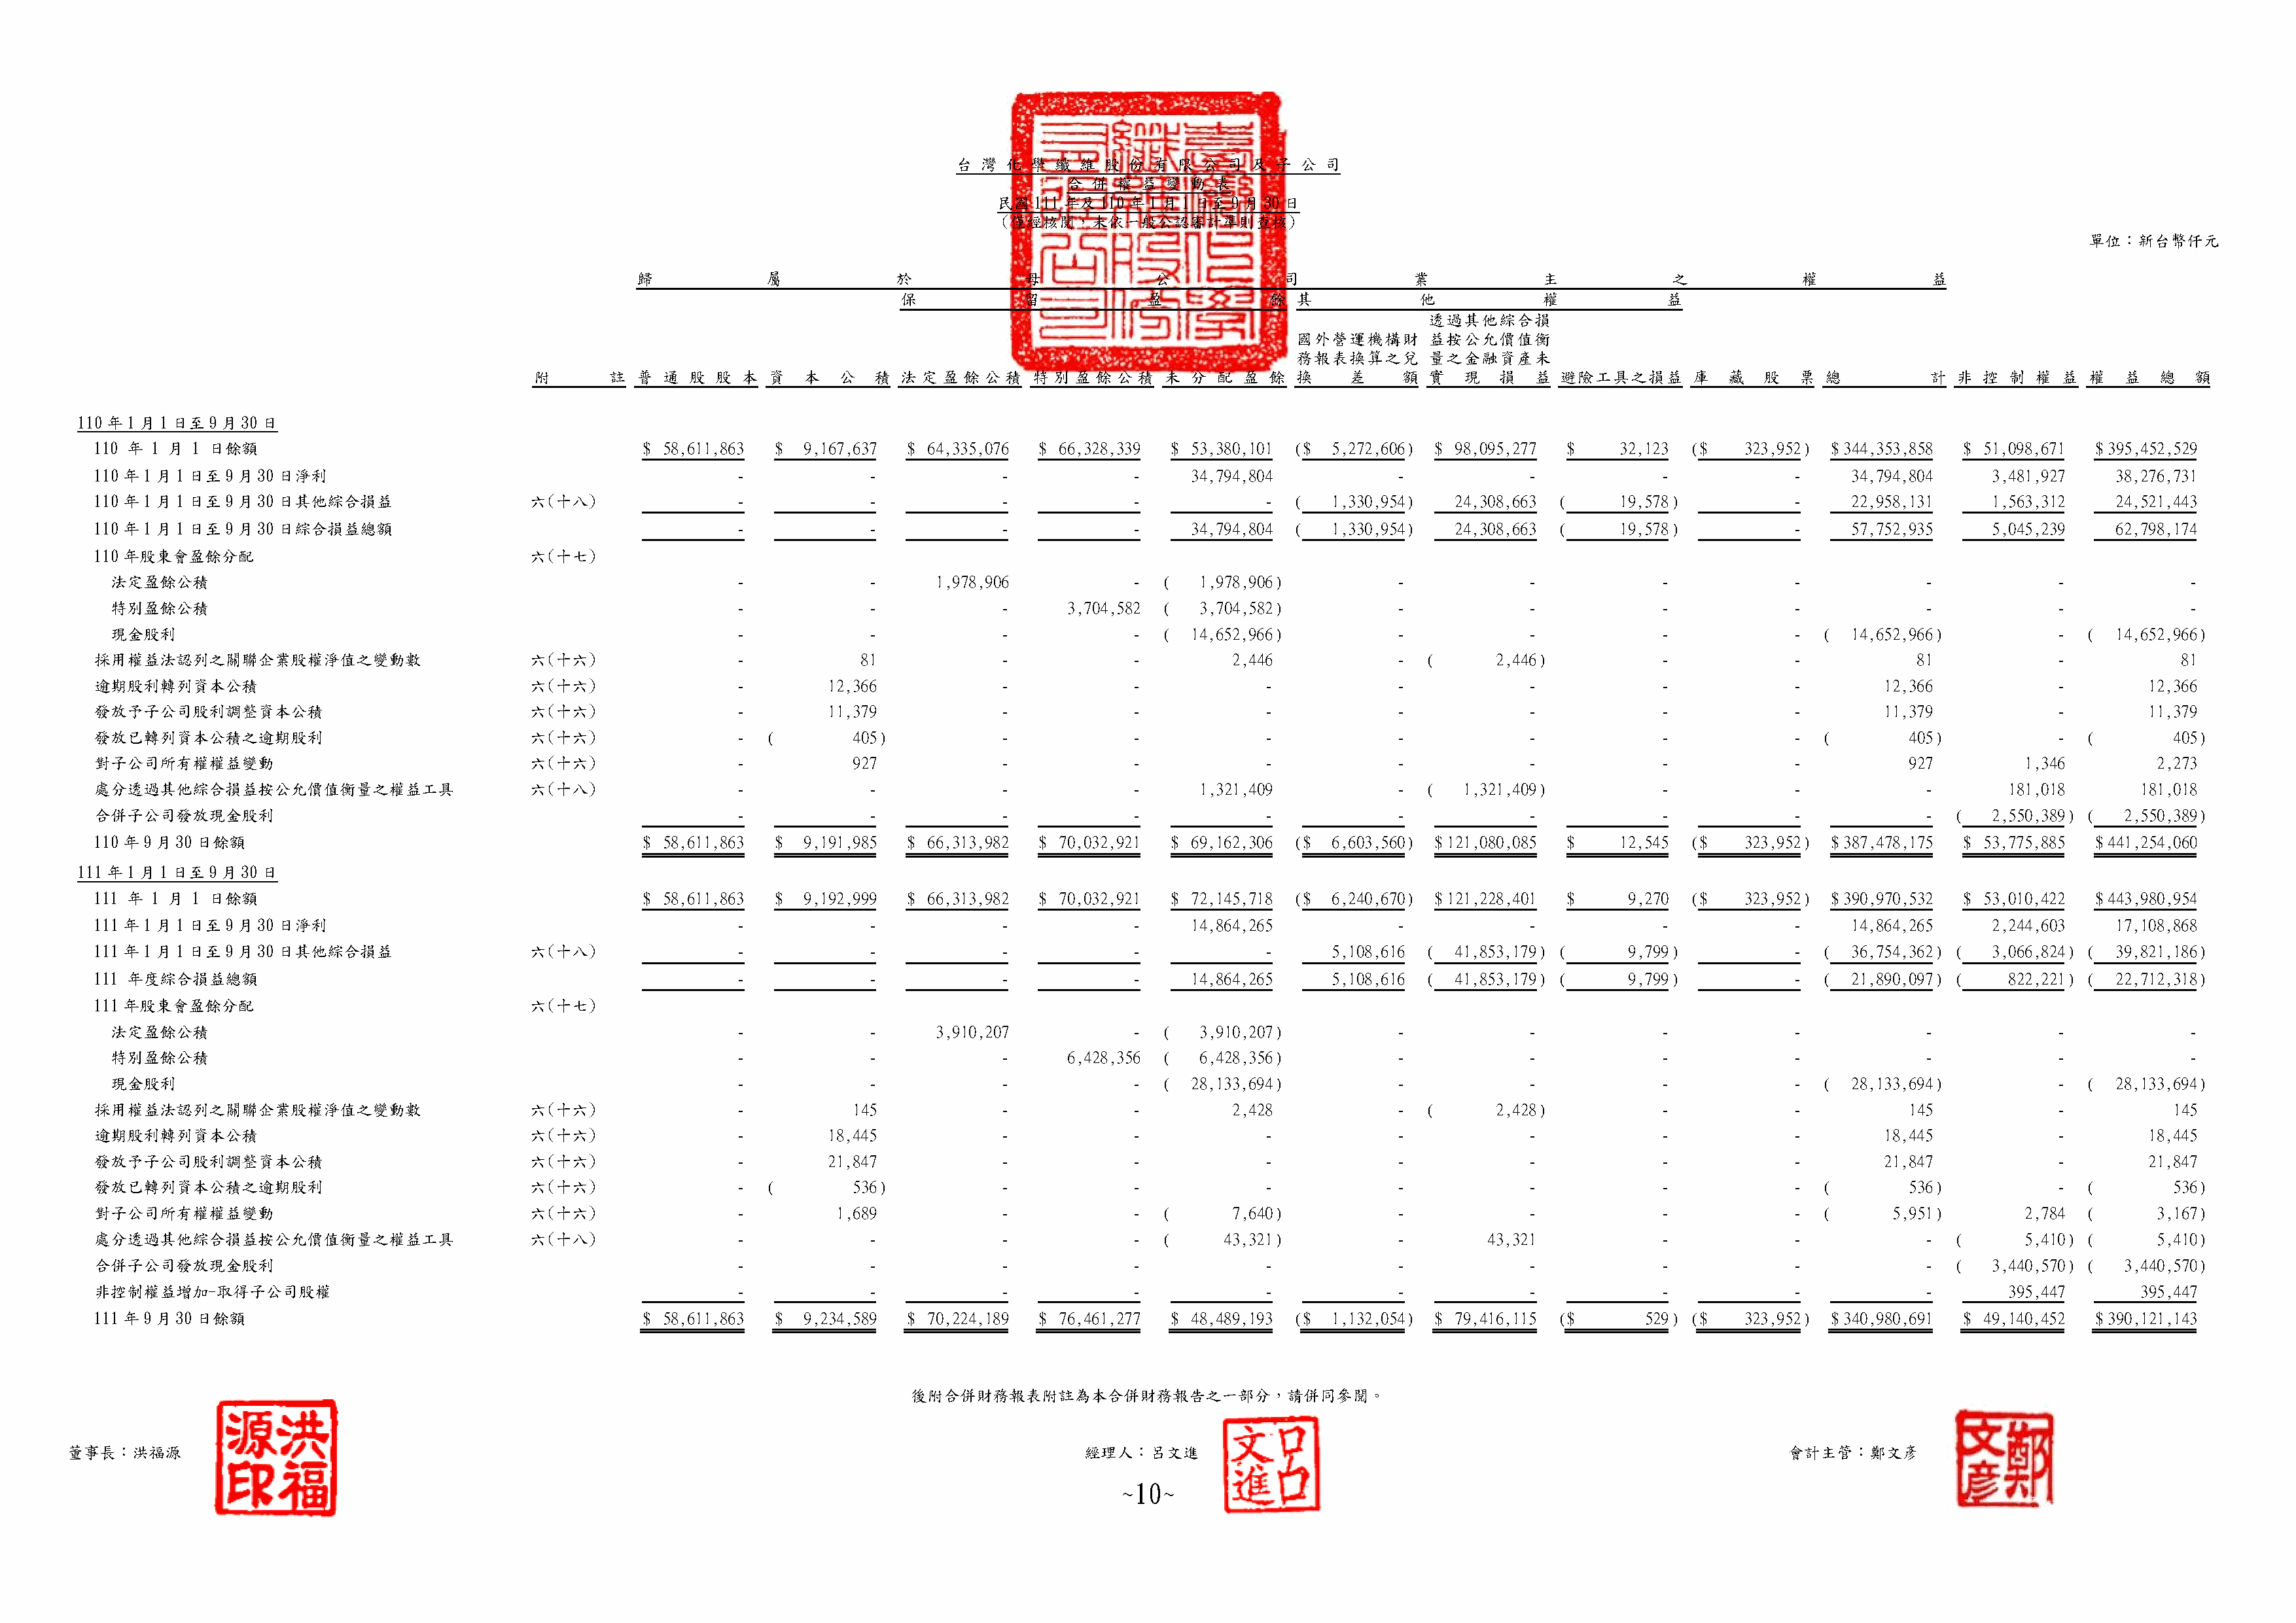 台灣化學纖維股份有限公司及子公司
合併權益變動表
民國111年及110年1月1日至9月30日
(僅經核閱,未依一般公認審計準則查核)
單位:新台幣仟元
歸屬於母公司業主之權益
保留盈餘 其他權益
透過其他綜合損
國外營運機構財 益按公允價值衡
務報表換算之兌 量之金融資產未
附註 普通股股本 資本公積 法定盈餘公積 特別盈餘公積 未分配盈餘 換差額 實現損益 避險工具之損益 庫藏股票 總計 非控制權益 權益總額
110年1月1日至9月30日
110 年 1 月 1 日餘額 $ 58,611,863 $ 9,167,637 $ 64,335,076 $ 66,328,339 $ 53,380,101 ($ 5,272,606) $ 98,095,277 $ 32,123 ($ 323,952) $ 344,353,858 $ 51,098,671 $ 395,452,529
110年1月1日至9月30日淨利 - - - - 34,794,804 - - - - 34,794,804 3,481,927 38,276,731
110年1月1日至9月30日其他綜合損益 六(十八) - - - - - ( 1,330,954) 24,308,663 ( 19,578) - 22,958,131 1,563,312 24,521,443
110年1月1日至9月30日綜合損益總額 - - - - 34,794,804 ( 1,330,954) 24,308,663 ( 19,578) - 57,752,935 5,045,239 62,798,174
110年股東會盈餘分配 六(十七)
法定盈餘公積 - - 1,978,906 - ( 1,978,906) - - - - - - -
特別盈餘公積 - - - 3,704,582 ( 3,704,582) - - - - - - -
現金股利 - - - - ( 14,652,966) - - - - ( 14,652,966) - ( 14,652,966)
採用權益法認列之關聯企業股權淨值之變動數 六(十六) - 81 - - 2,446 - ( 2,446) - - 81 - 81
逾期股利轉列資本公積 六(十六) - 12,366 - - - - - - - 12,366 - 12,366
發放予子公司股利調整資本公積 六(十六) - 11,379 - - - - - - - 11,379 - 11,379
發放已轉列資本公積之逾期股利 六(十六) - ( 405) - - - - - - - ( 405) - ( 405)
對子公司所有權權益變動 六(十六) - 927 - - - - - - - 927 1,346 2,273
處分透過其他綜合損益按公允價值衡量之權益工具 六(十八) - - - - 1,321,409 - ( 1,321,409) - - - 181,018 181,018
合併子公司發放現金股利 - - - - - - - - - - ( 2,550,389) ( 2,550,389)
110年9月30日餘額 $ 58,611,863 $ 9,191,985 $ 66,313,982 $ 70,032,921 $ 69,162,306 ($ 6,603,560) $ 121,080,085 $ 12,545 ($ 323,952) $ 387,478,175 $ 53,775,885 $ 441,254,060
111年1月1日至9月30日
111 年 1 月 1 日餘額 $ 58,611,863 $ 9,192,999 $ 66,313,982 $ 70,032,921 $ 72,145,718 ($ 6,240,670) $ 121,228,401 $ 9,270 ($ 323,952) $ 390,970,532 $ 53,010,422 $ 443,980,954
111年1月1日至9月30日淨利 - - - - 14,864,265 - - - - 14,864,265 2,244,603 17,108,868
111年1月1日至9月30日其他綜合損益 六(十八) - - - - - 5,108,616 ( 41,853,179) ( 9,799) - ( 36,754,362) ( 3,066,824) ( 39,821,186)
111 年度綜合損益總額 - - - - 14,864,265 5,108,616 ( 41,853,179) ( 9,799) - ( 21,890,097) ( 822,221) ( 22,712,318)
111年股東會盈餘分配 六(十七)
法定盈餘公積 - - 3,910,207 - ( 3,910,207) - - - - - - -
特別盈餘公積 - - - 6,428,356 ( 6,428,356) - - - - - - -
現金股利 - - - - ( 28,133,694) - - - - ( 28,133,694) - ( 28,133,694)
採用權益法認列之關聯企業股權淨值之變動數 六(十六) - 145 - - 2,428 - ( 2,428) - - 145 - 145
逾期股利轉列資本公積 六(十六) - 18,445 - - - - - - - 18,445 - 18,445
發放予子公司股利調整資本公積 六(十六) - 21,847 - - - - - - - 21,847 - 21,847
發放已轉列資本公積之逾期股利 六(十六) - ( 536) - - - - - - - ( 536) - ( 536)
對子公司所有權權益變動 六(十六) - 1,689 - - ( 7,640) - - - - ( 5,951) 2,784 ( 3,167)
處分透過其他綜合損益按公允價值衡量之權益工具 六(十八) - - - - ( 43,321) - 43,321 - - - ( 5,410) ( 5,410)
合併子公司發放現金股利 - - - - - - - - - - ( 3,440,570) ( 3,440,570)
非控制權益增加-取得子公司股權 - - - - - - - - - - 395,447 395,447
111年9月30日餘額 $ 58,611,863 $ 9,234,589 $ 70,224,189 $ 76,461,277 $ 48,489,193 ($ 1,132,054) $ 79,416,115 ($ 529) ($ 323,952) $ 340,980,691 $ 49,140,452 $ 390,121,143
後附合併財務報表附註為本合併財務報告之一部分,請併同參閱。
董事長:洪福源 洪福源印 經理人:呂文進 呂文進 會計主管:鄭文彥 鄭文彥
~10~